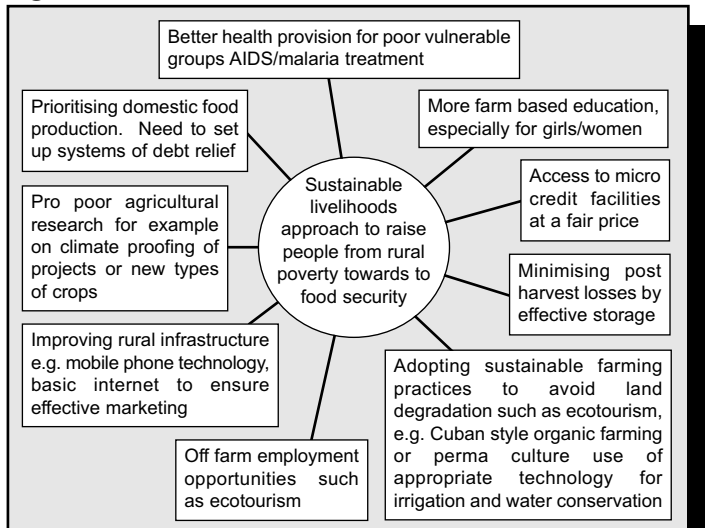 Better health provision for poor vulnerable
groups AIDS/malaria treatment
Prioritising domestic food
production. Need to set
up systems of debt relief
More farm based education,
especially for girls/women
Sustainable
livelihoods
approach to raise
people from rural
poverty towards to
food security
Access to micro
credit facilities
at a fair price
Pro poor agricultural
research for example
on climate proofing of
projects or new types
of crops
Minimising post
harvest losses by
effective storage
Improving rural infrastructure
e.g. mobile phone technology,
basic internet to ensure
effective marketing
Adopting sustainable farming
practices to avoid land
degradation such as ecotourism,
e.g. Cuban style organic farming
or perma culture use of
appropriate technology for
irrigation and water conservation
Off farm employment
opportunities such
as ecotourism